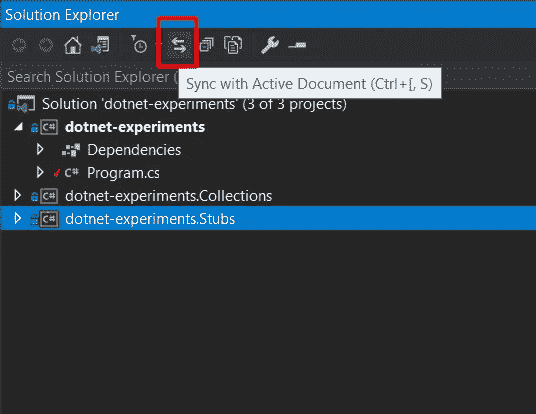 Solution Explorer
Search Solution Explorer (
Sync with Active Document (Ctrl+[, S)
Solution 'dotnet-experiments' (3 of 3 projects)
C# dotnet-experiments
Dependencies
C# Program.cs
C# dotnet-experiments.Collections
C# dotnet-experiments.Stubs